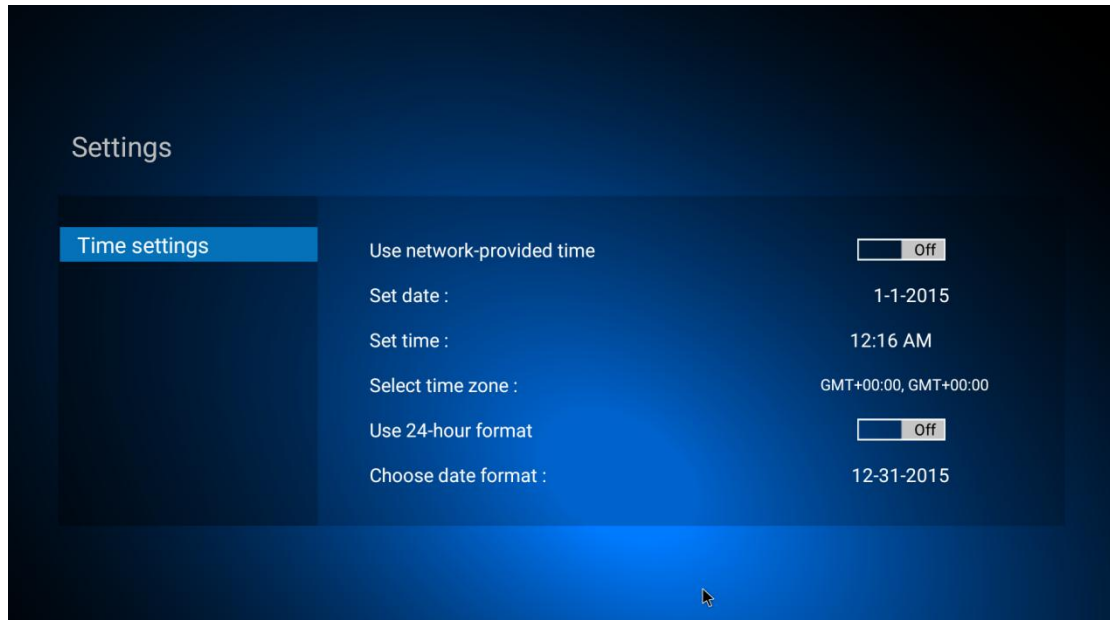 Settings
Time settings
Use network-provided time Off
Set date : 1-1-2015
Set time : 12:16 AM
Select time zone : GMT+00:00, GMT+00:00
Use 24-hour format Off
Choose date format : 12-31-2015